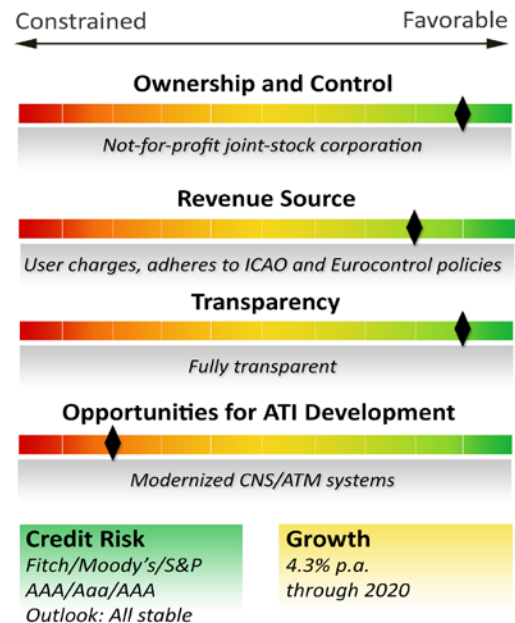 Constrained Favorable
Ownership and Control
Not-for-profit joint-stock corporation
Revenue Source
User charges, adheres to ICAO and Eurocontrol policies
Transparency
Fully transparent
Opportunities for ATI Development
Modernized CNS/ATM systems
Credit Risk
Fitch/Moody's/S&P
AAA/Aaa/AAA
Outlook: All stable
Growth
4.3% p.a.
through 2020